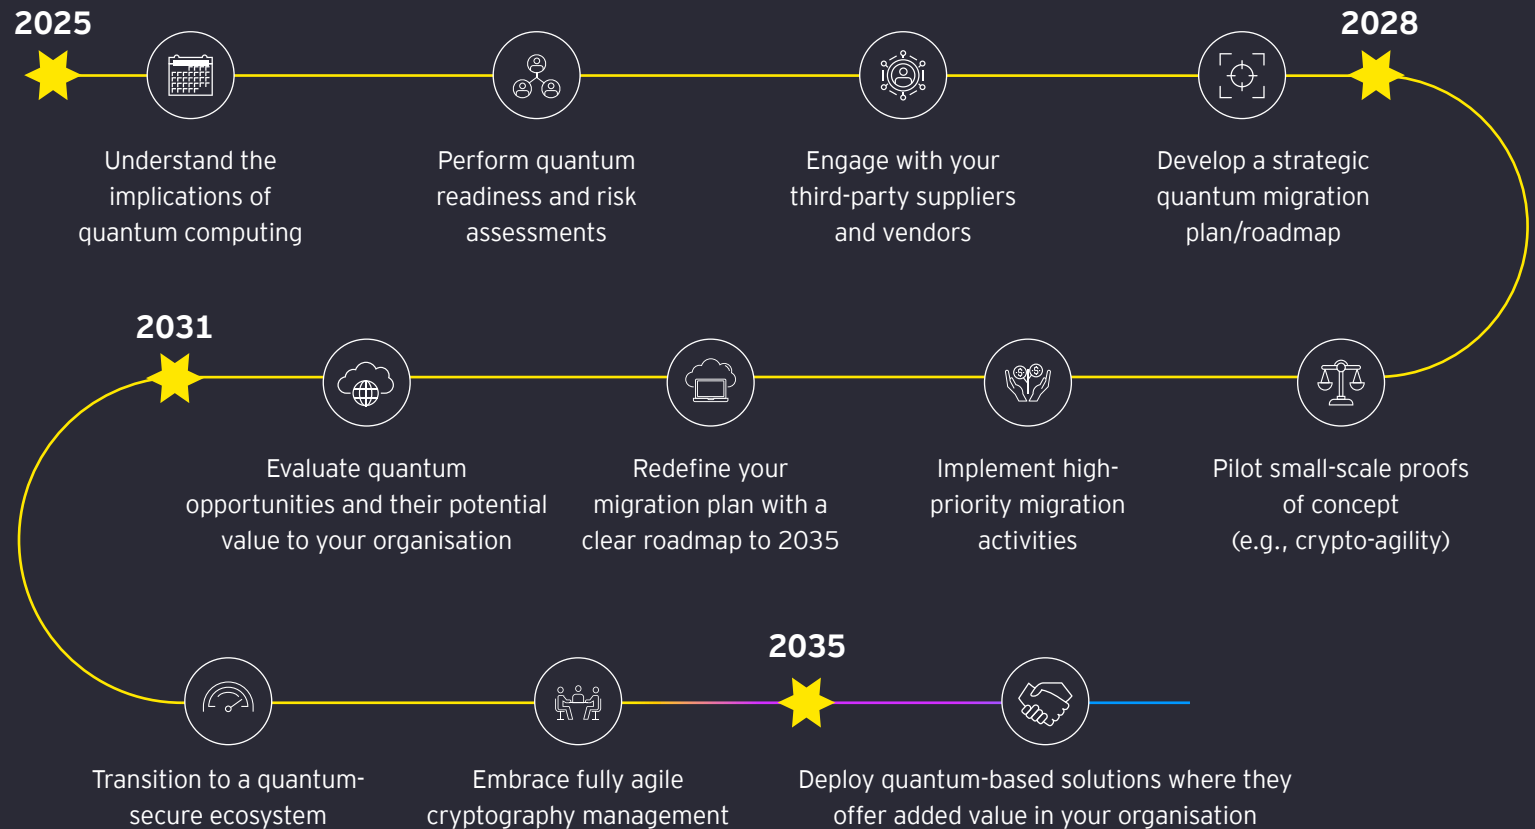 2025
2028
Understand the
implications of
quantum computing
Perform quantum
readiness and risk
assessments
Engage with your
third-party suppliers
and vendors
Develop a strategic
quantum migration
plan/roadmap
2031
Evaluate quantum
opportunities and their potential
value to your organisation
Redefine your
migration plan with a
clear roadmap to 2035
Implement high-
priority migration
activities
Pilot small-scale proofs
of concept
(e.g., crypto-agility)
2035
Transition to a quantum-
secure ecosystem
Embrace fully agile
cryptography management
Deploy quantum-based solutions where they
offer added value in your organisation